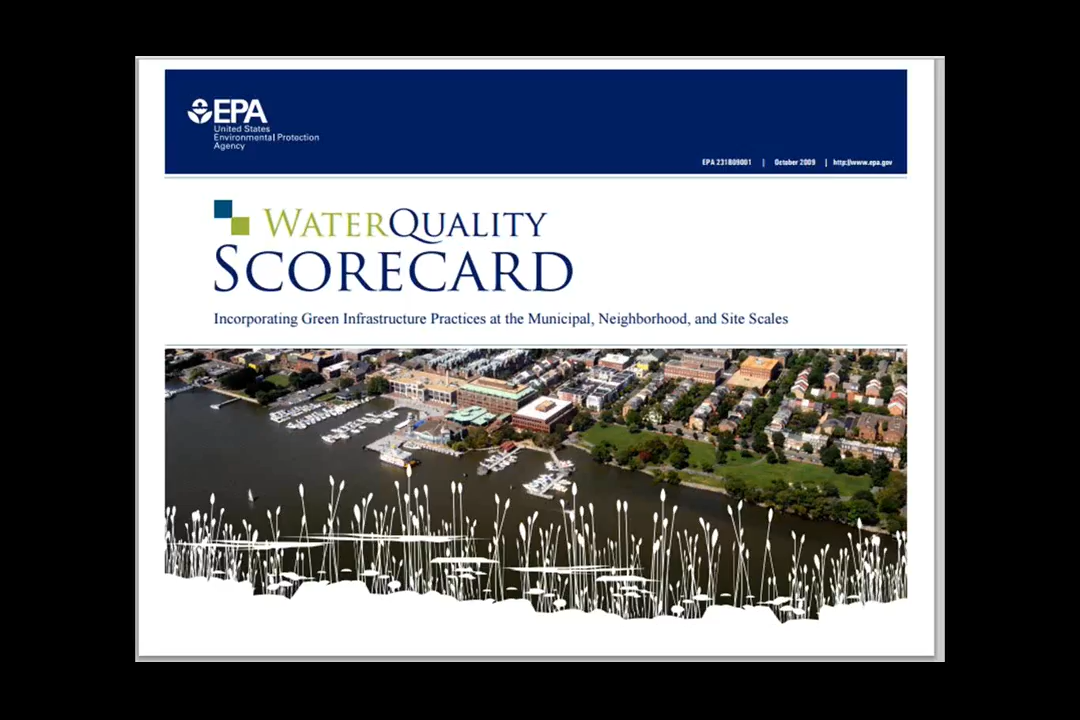 EPA
United States
Environmental Protection
Agency
EPA 231B09001 | October 2009 | http://www.epa.gov
WATERQUALITY
SCORECARD
Incorporating Green Infrastructure Practices at the Municipal, Neighborhood, and Site Scales